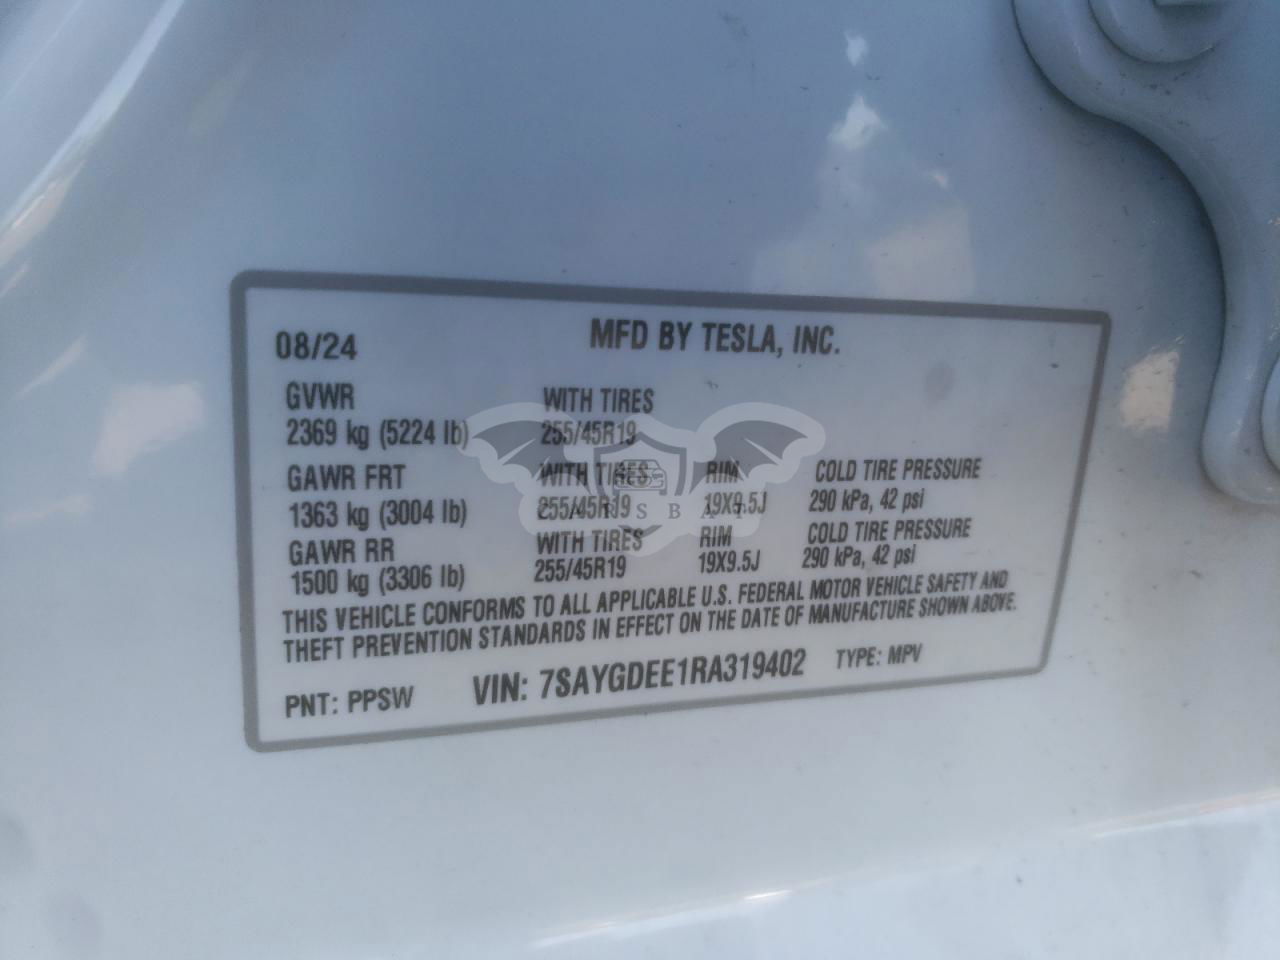 08/24 MFD BY TESLA, INC.
GVWR WITH TIRES
2369 kg (5224 lb) 255/45R19
GAWR FRT WITH TIRES RIM COLD TIRE PRESSURE
1363 kg (3004 lb) 255/45R19 19X9.5J 290 kPa, 42 psi
CARSBAT
GAWR RR WITH TIRES RIM COLD TIRE PRESSURE
1500 kg (3306 lb) 255/45R19 19X9.5J 290 kPa, 42 psi
THIS VEHICLE CONFORMS TO ALL APPLICABLE U.S. FEDERAL MOTOR VEHICLE SAFETY AND
THEFT PREVENTION STANDARDS IN EFFECT ON THE DATE OF MANUFACTURE SHOWN ABOVE.
PNT: PPSW VIN: 7SAYGDEE1RA319402 TYPE: MPV